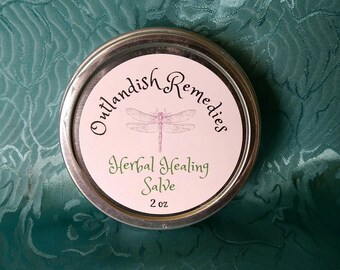 Outlandish Remedies
Herbal Healing
Salve
2 oz